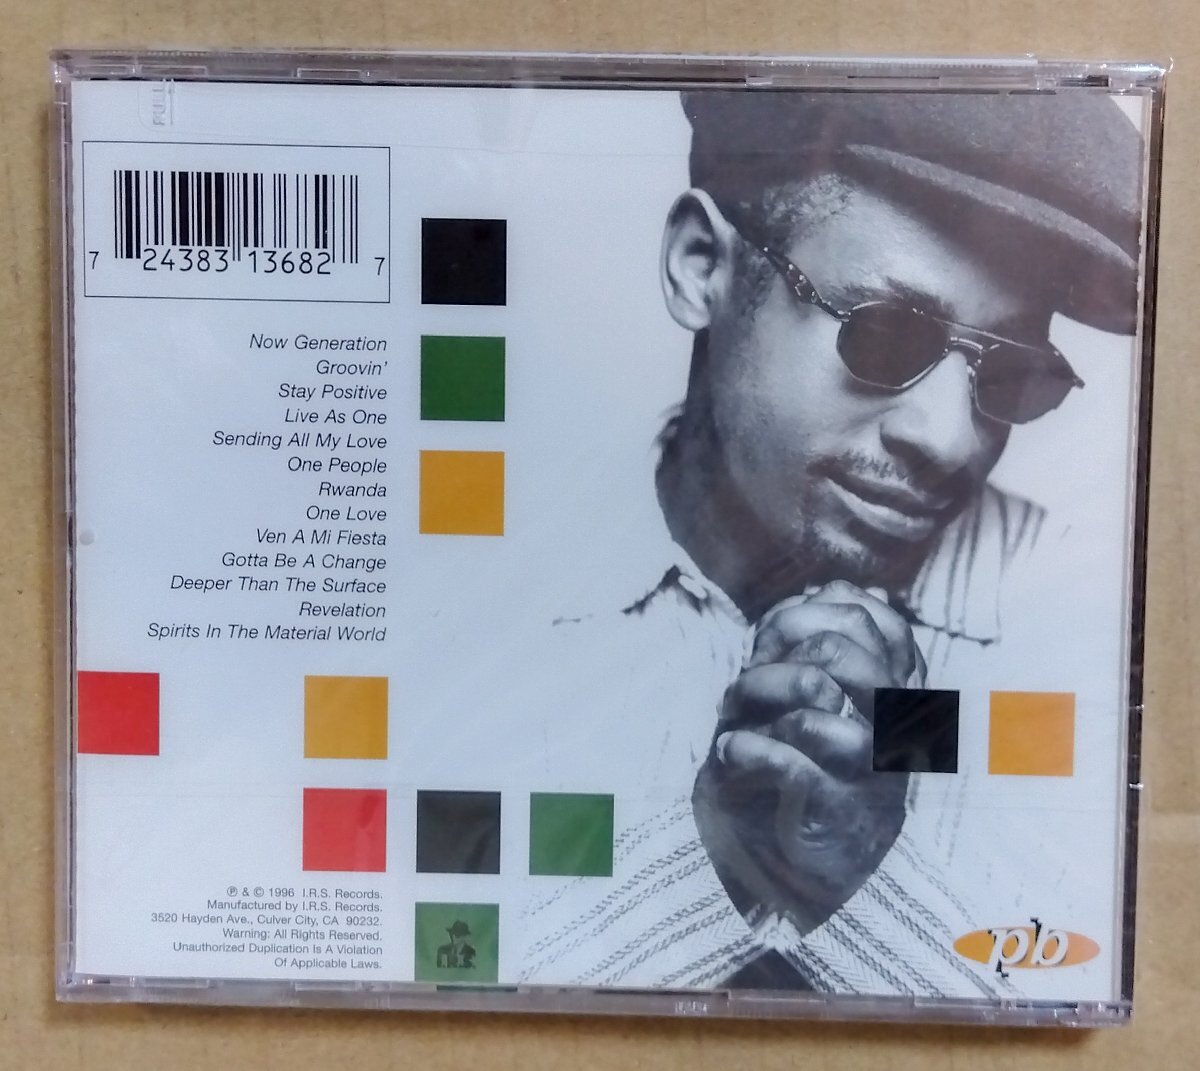 PULL
7 24383 13682 7
Now Generation
Groovin'
Stay Positive
Live As One
Sending All My Love
One People
Rwanda
One Love
Ven A Mi Fiesta
Gotta Be A Change
Deeper Than The Surface
Revelation
Spirits In The Material World
℗ & © 1996 I.R.S. Records.
Manufactured by I.R.S. Records.
3520 Hayden Ave., Culver City, CA 90232.
Warning: All Rights Reserved.
Unauthorized Duplication Is A Violation
Of Applicable Laws.
I.R.S.
pb